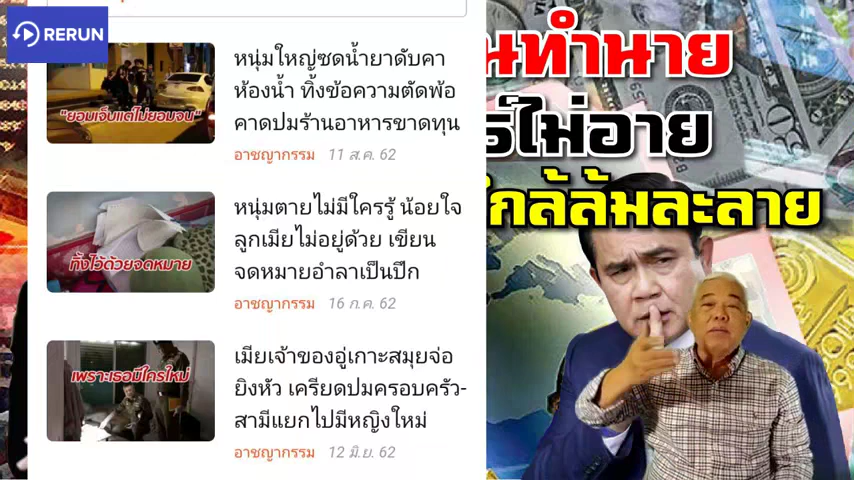 RERUN
หนุ่มใหญ่ซดน้ำยาดับคา
ห้องน้ำ ทิ้งข้อความตัดพ้อ
คาดปมร้านอาหารขาดทุน
อาชญากรรม 11 ส.ค. 62
"ยอมเจ็บแต่ไม่ยอมจน"
หนุ่มตายไม่มีใครรู้ น้อยใจ
ลูกเมียไม่อยู่ด้วย เขียน
จดหมายอำลาเป็นปึก
อาชญากรรม 16 ก.ค. 62
ทิ้งไว้ด้วยจดหมาย
เมียเจ้าของอู่เกาะสมุยจ่อ
ยิงหัว เครียดปมครอบครัว-
สามีแยกไปมีหญิงใหม่
อาชญากรรม 12 มิ.ย. 62
เพราะเธอมีใครใหม่
นทำนาย
ร์ไม่อาย
ใกล้ล้มละลาย